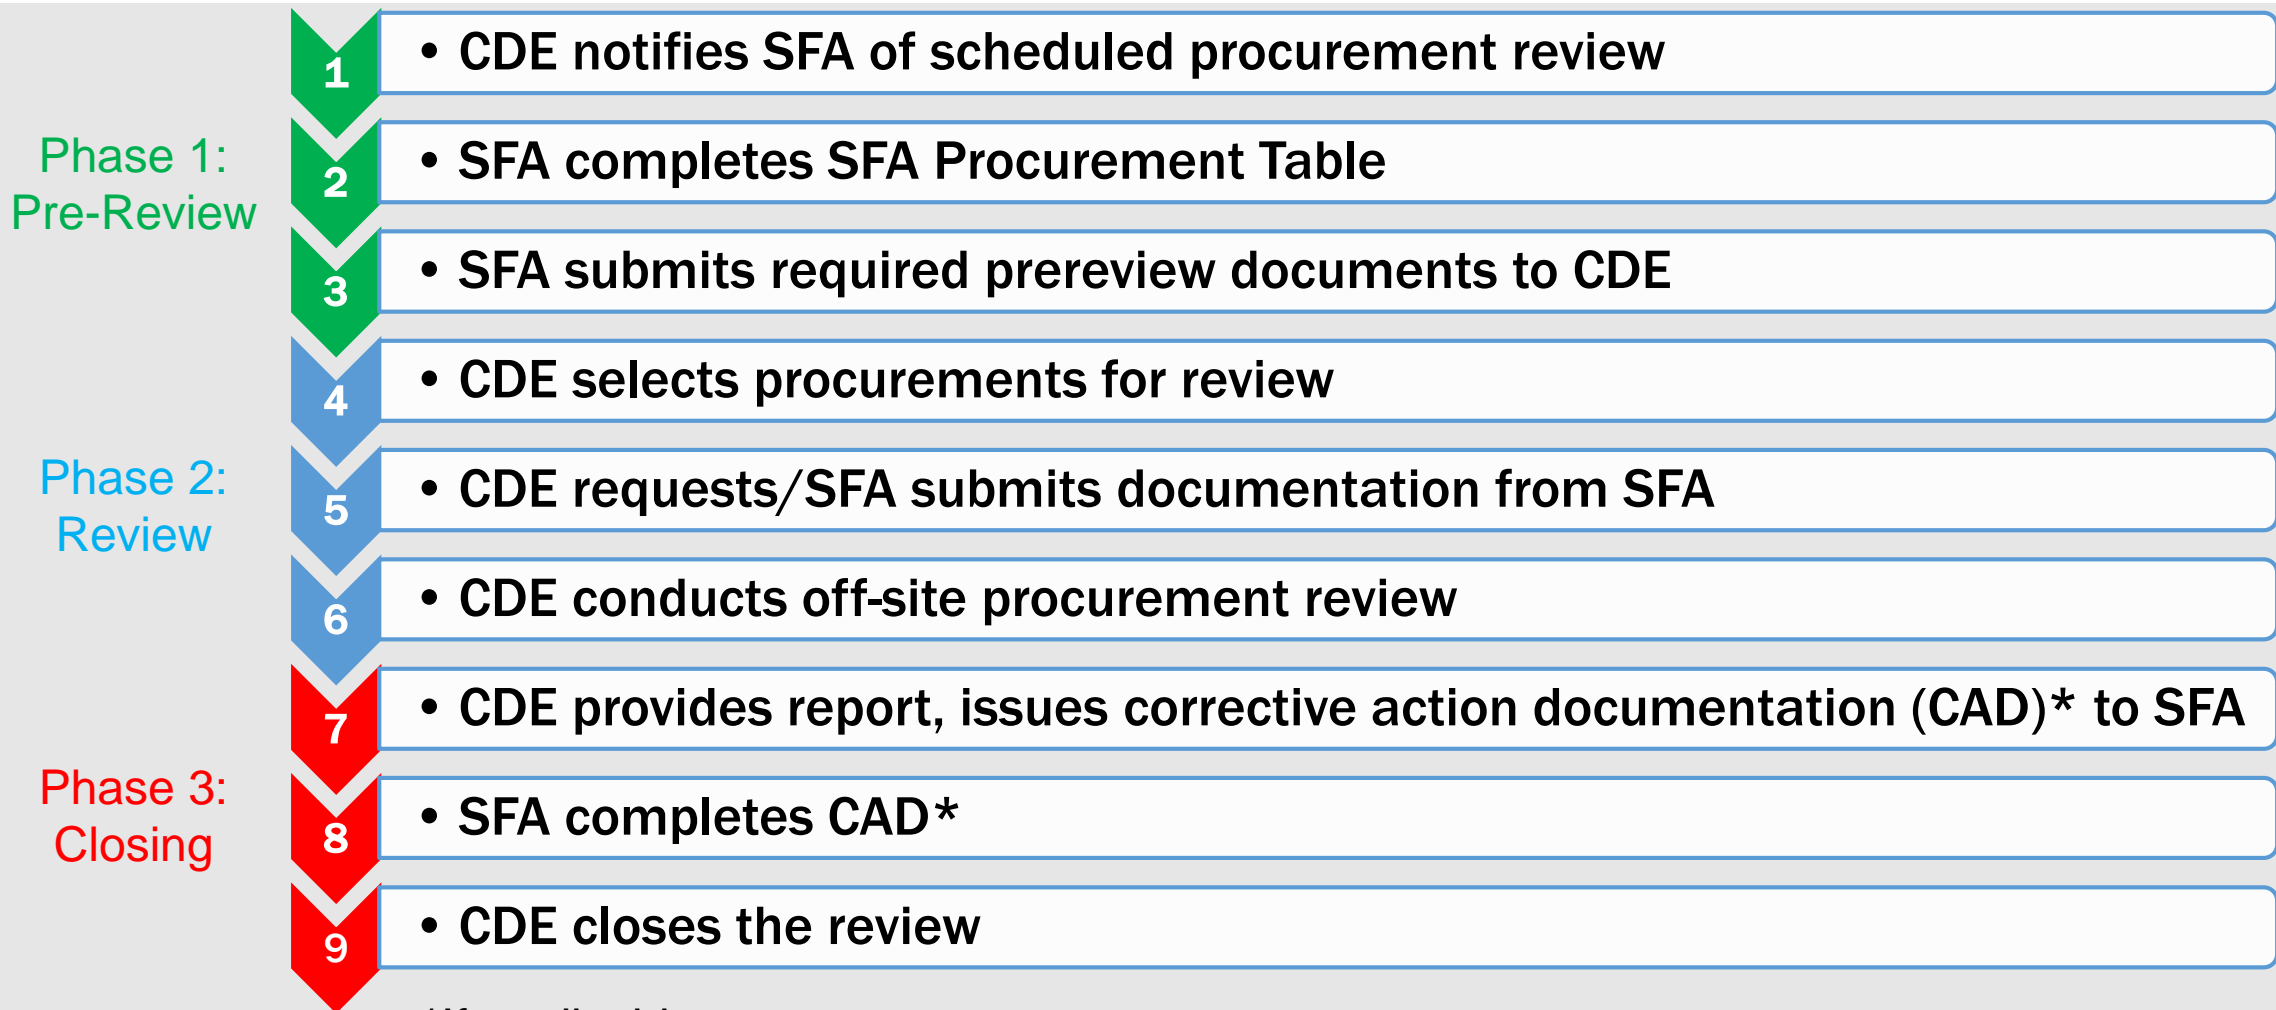 Phase 1:
Pre-Review
1
• CDE notifies SFA of scheduled procurement review
2
• SFA completes SFA Procurement Table
3
• SFA submits required prereview documents to CDE
Phase 2:
Review
4
• CDE selects procurements for review
5
• CDE requests/SFA submits documentation from SFA
6
• CDE conducts off-site procurement review
Phase 3:
Closing
7
• CDE provides report, issues corrective action documentation (CAD)* to SFA
8
• SFA completes CAD*
9
• CDE closes the review